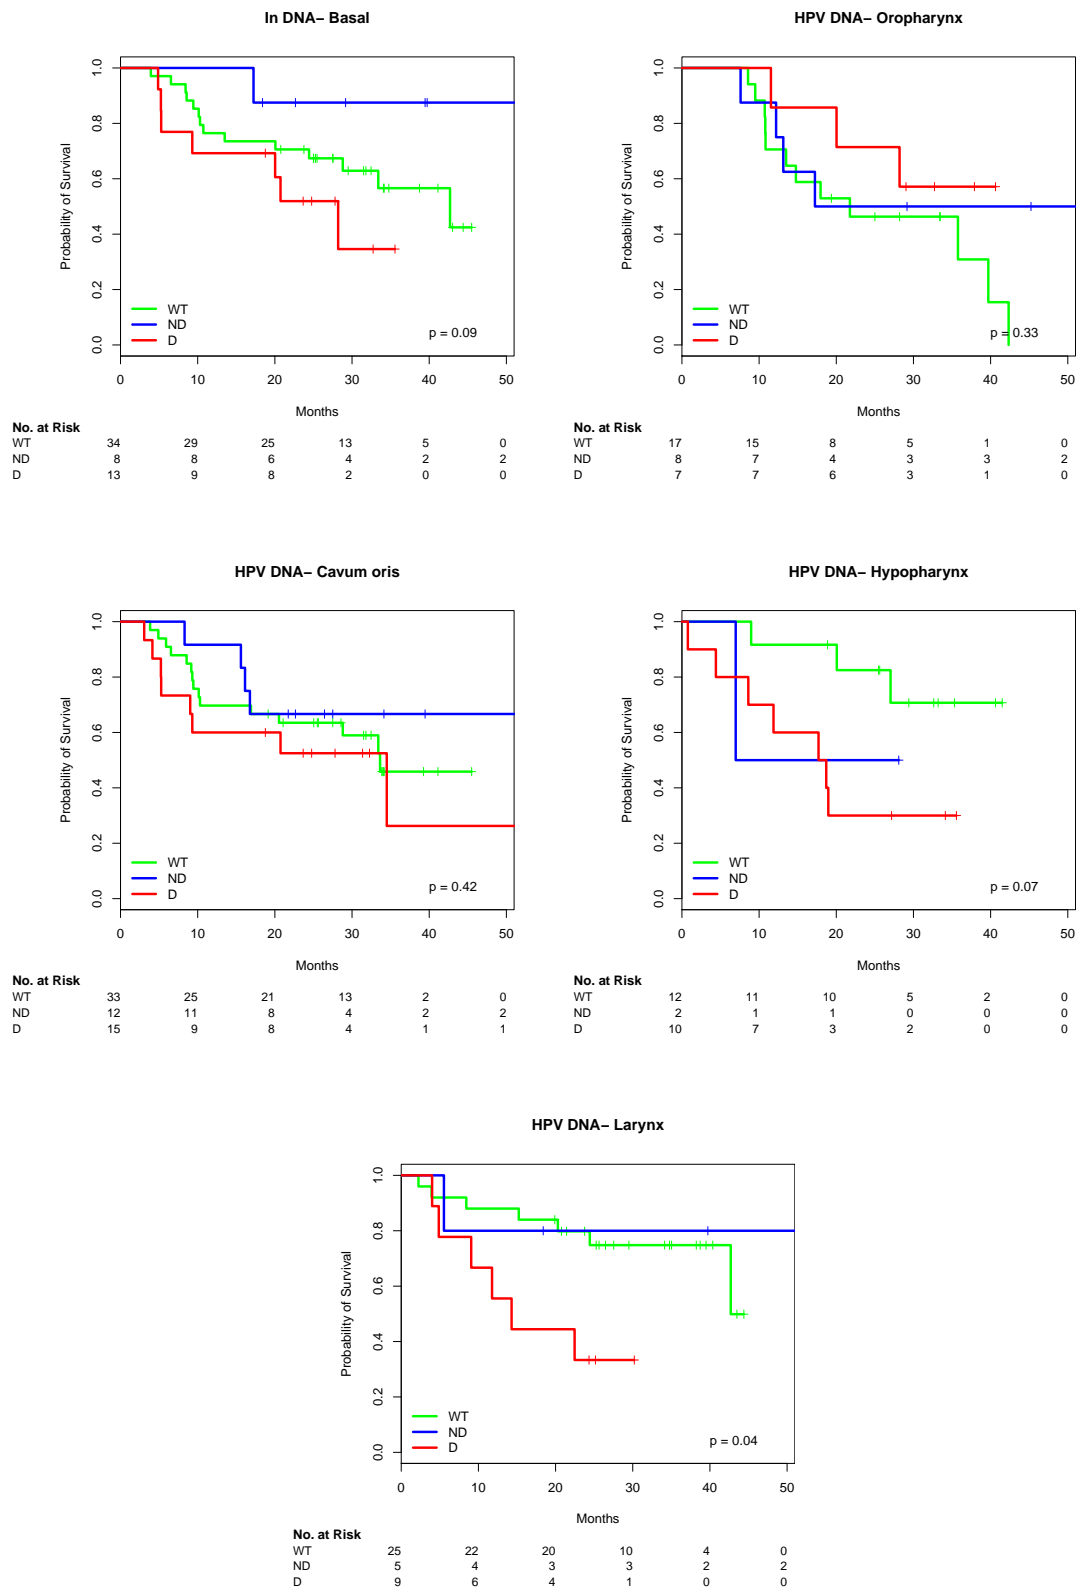 In DNA− Basal
Probability of Survival
1.0
0.8
0.6
0.4
0.2
0.0
WT
ND
D
p = 0.09
0 10 20 30 40 50
Months
No. at Risk
WT 34 29 25 13 5 0
ND 8 8 6 4 2 2
D 13 9 8 2 0 0
HPV DNA− Oropharynx
Probability of Survival
1.0
0.8
0.6
0.4
0.2
0.0
WT
ND
D
p = 0.33
0 10 20 30 40 50
Months
No. at Risk
WT 17 15 8 5 1 0
ND 8 7 4 3 3 2
D 7 7 6 3 1 0
HPV DNA− Cavum oris
Probability of Survival
1.0
0.8
0.6
0.4
0.2
0.0
WT
ND
D
p = 0.42
0 10 20 30 40 50
Months
No. at Risk
WT 33 25 21 13 2 0
ND 12 11 8 4 2 2
D 15 9 8 4 1 1
HPV DNA− Hypopharynx
Probability of Survival
1.0
0.8
0.6
0.4
0.2
0.0
WT
ND
D
p = 0.07
0 10 20 30 40 50
Months
No. at Risk
WT 12 11 10 5 2 0
ND 2 1 1 0 0 0
D 10 7 3 2 0 0
HPV DNA− Larynx
Probability of Survival
1.0
0.8
0.6
0.4
0.2
0.0
WT
ND
D
p = 0.04
0 10 20 30 40 50
Months
No. at Risk
WT 25 22 20 10 4 0
ND 5 4 3 3 2 2
D 9 6 4 1 0 0